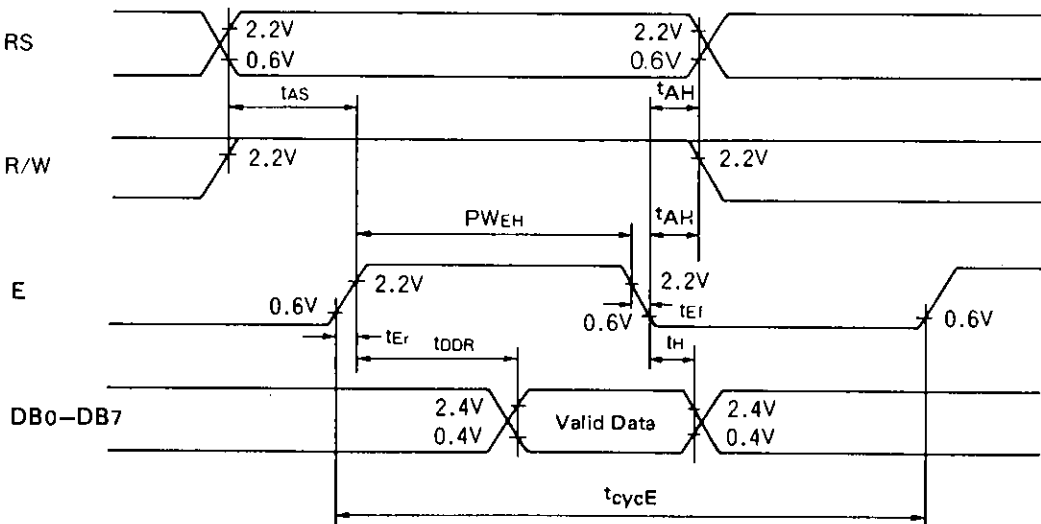 RS
2.2V
0.6V
2.2V
0.6V
tAS
tAH
R/W
2.2V
2.2V
PWEH
tAH
E
2.2V
0.6V
2.2V
0.6V
tEf
0.6V
tEr
tDDR
tH
DB0–DB7
2.4V
0.4V
Valid Data
2.4V
0.4V
tcycE